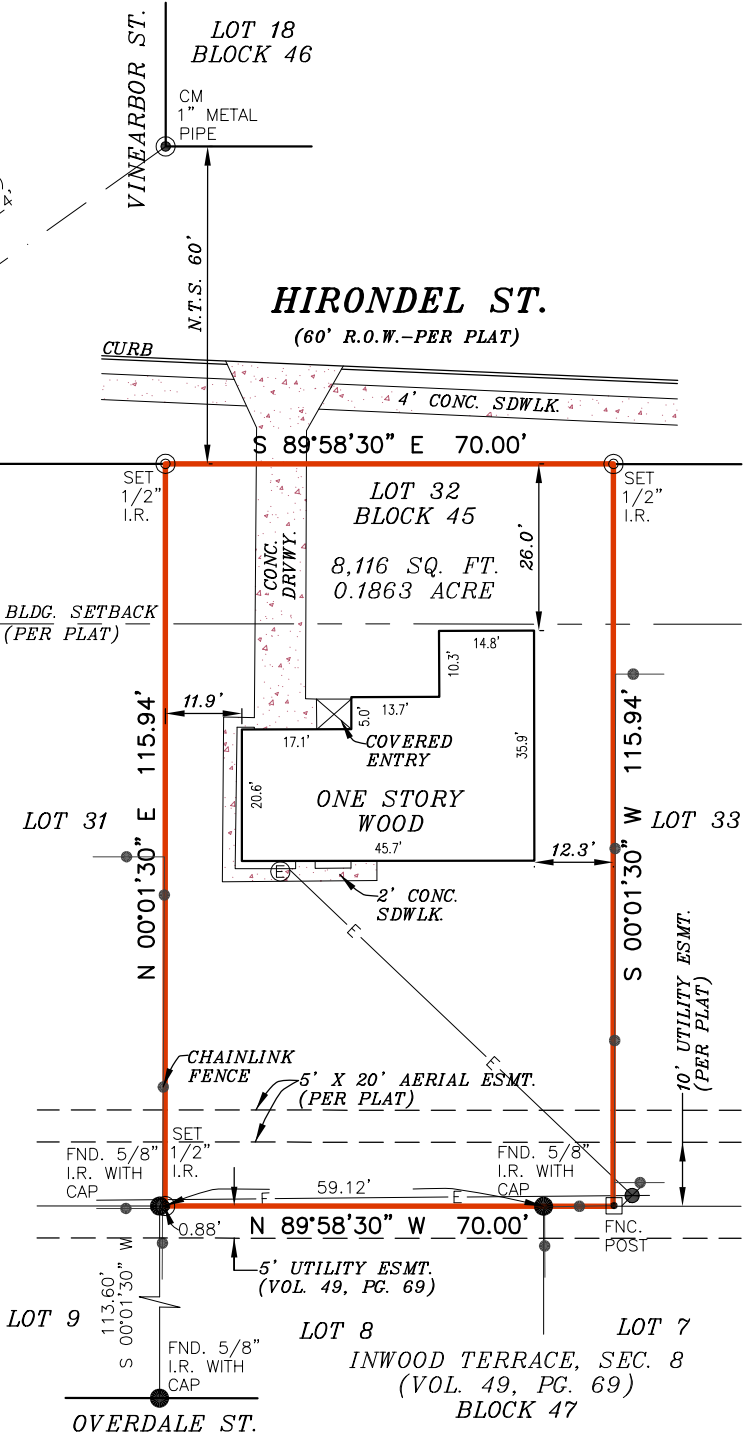 LOT 18
BLOCK 46
VINEARBOR ST.
CM
1" METAL
PIPE
4'
N.T.S. 60'
HIRONDEL ST.
(60' R.O.W.-PER PLAT)
CURB
4' CONC. SDWLK.
S 89°58'30" E 70.00'
SET
1/2"
I.R.
SET
1/2"
I.R.
LOT 32
BLOCK 45
8,116 SQ. FT.
0.1863 ACRE
CONC.
DRVWY.
26.0'
BLDG. SETBACK
(PER PLAT)
14.8'
10.3'
11.9'
13.7'
5.0'
17.1'
COVERED
ENTRY
35.9'
20.6'
ONE STORY
WOOD
45.7'
12.3'
N 00°01'30" E 115.94'
S 00°01'30" W 115.94'
LOT 31
LOT 33
E
2' CONC.
SDWLK.
E
E
10' UTILITY ESMT.
(PER PLAT)
CHAINLINK
FENCE
5' X 20' AERIAL ESMT.
(PER PLAT)
SET
1/2"
I.R.
FND. 5/8"
I.R. WITH
CAP
FND. 5/8"
I.R. WITH
CAP
59.12'
E
E
0.88'
N 89°58'30" W 70.00'
FNC.
POST
5' UTILITY ESMT.
(VOL. 49, PG. 69)
113.60'
S 00°01'30" W
LOT 9
LOT 8
LOT 7
FND. 5/8"
I.R. WITH
CAP
INWOOD TERRACE, SEC. 8
(VOL. 49, PG. 69)
BLOCK 47
OVERDALE ST.